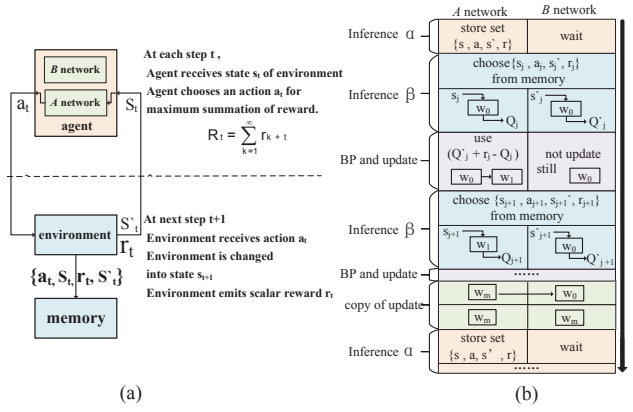 B network
A network
agent
a_t
S_t
At each step t ,
Agent receives state s_t of environment
Agent chooses an action a_t for
maximum summation of reward.
R_t = ∑_{k=1}^{∞} r_{k + t}
environment
S`_t
r_t
At next step t+1
Environment receives action a_t
Environment is changed
into state s_{t+1}
Environment emits scalar reward r_t
{a_t, S_t, r_t, S`_t}
memory
(a)
A network
B network
Inference α
store set
{s , a, s`, r}
wait
Inference β
choose{s_j , a_j, s_j`, r_j}
from memory
s_j
w_0
Q_j
s`_j
w_0
Q`_j
BP and update
use
(Q`_j + r_j - Q_j)
w_0
w_1
not update
still
w_0
Inference β
choose {s_{j+1} , a_{j+1}, s_{j+1}`, r_{j+1}}
from memory
s_{j+1}
w_1
Q_{j+1}
s`_{j+1}
w_0
Q`_{j+1}
BP and update
......
copy of update
w_m
w_0
w_m
w_m
Inference α
store set
{s , a, s', r}
wait
......
(b)